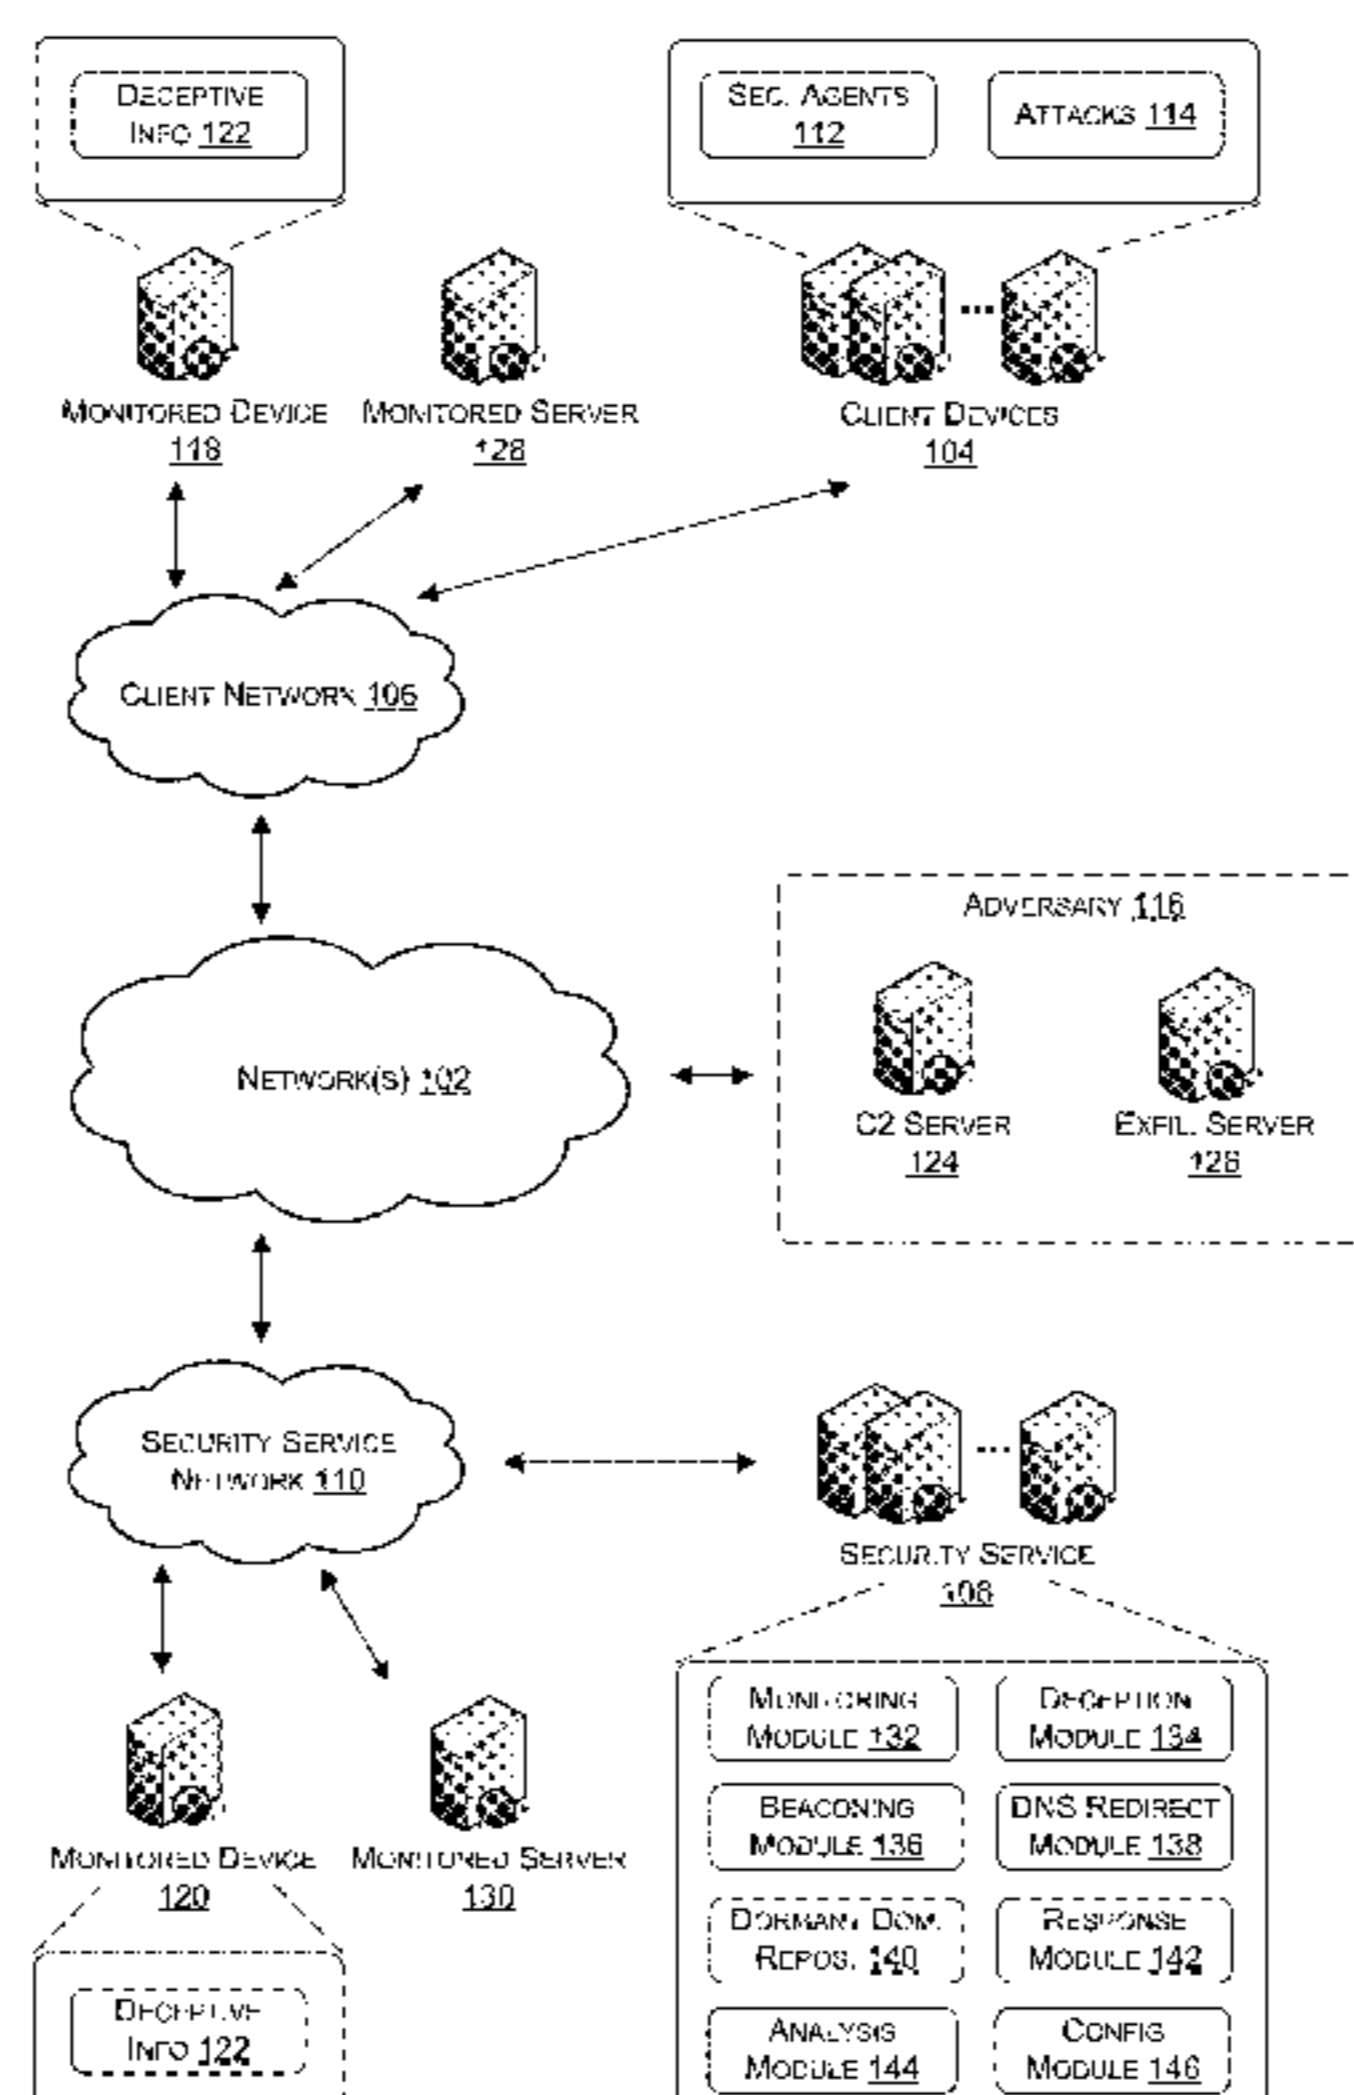 DECEPTIVE
INFO 122
SEC. AGENTS
112
ATTACKS 114
MONITORED DEVICE
118
MONITORED SERVER
128
CLIENT DEVICES
104
CLIENT NETWORK 106
ADVERSARY 116
NETWORK(S) 102
C2 SERVER
124
EXFIL. SERVER
126
SECURITY SERVICE
NETWORK 110
SECURITY SERVICE
108
MONITORED DEVICE
120
MONITORED SERVER
130
MONITORING
MODULE 132
DECEPTION
MODULE 134
BEACONING
MODULE 136
DNS REDIRECT
MODULE 138
DORMANT DOM.
REPOS. 140
RESPONSE
MODULE 142
DECEPTIVE
INFO 122
ANALYSIS
MODULE 144
CONFIG
MODULE 146